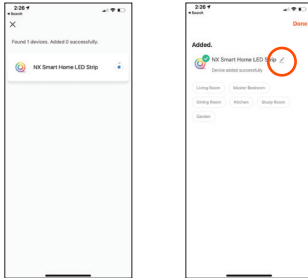 2:26
Search
Found 1 devices. Added 0 successfully.
NX Smart Home LED Strip
2:26
Search
Done
Added.
NX Smart Home LED Strip
Device added successfully
Living Room
Master Bedroom
Dining Room
Kitchen
Study Room
Garden